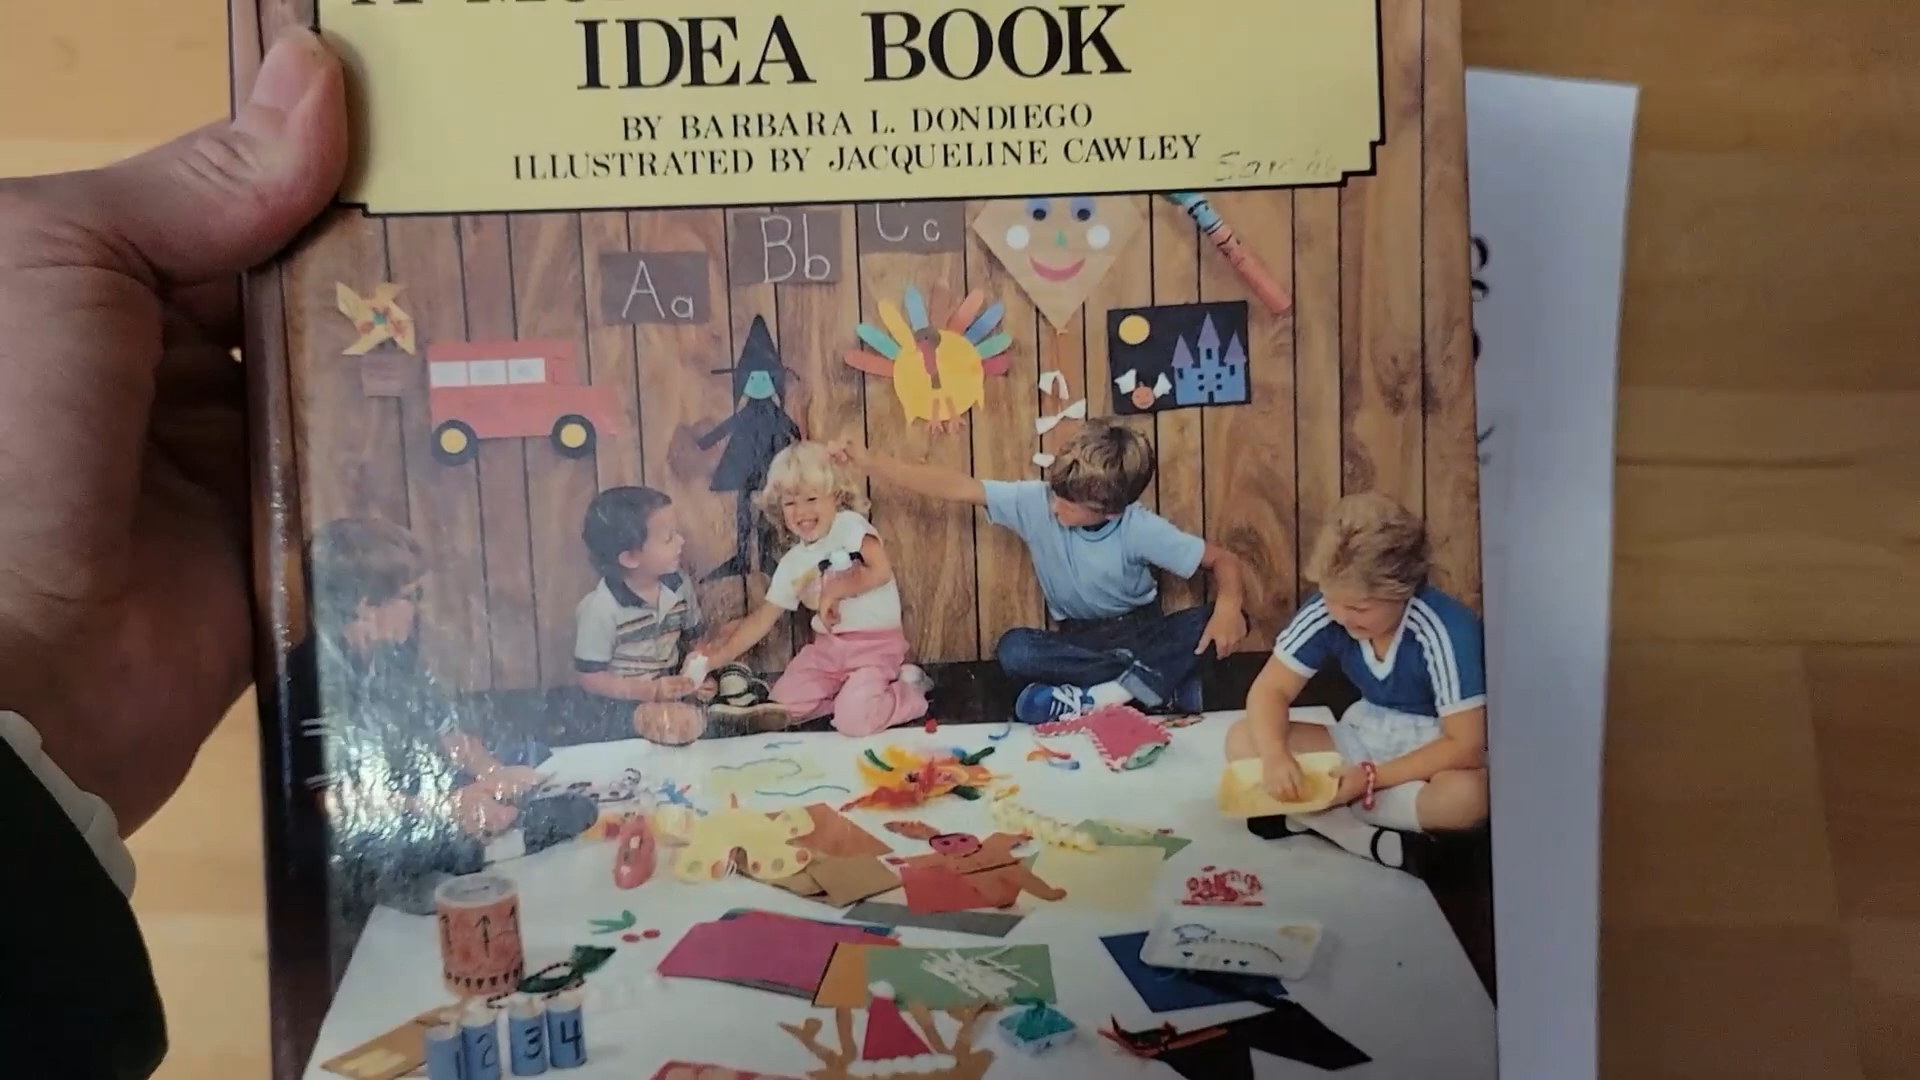 IDEA BOOK
BY BARBARA L. DONDIEGO
ILLUSTRATED BY JACQUELINE CAWLEY
Aa
Bb
Cc
1 2 3 4